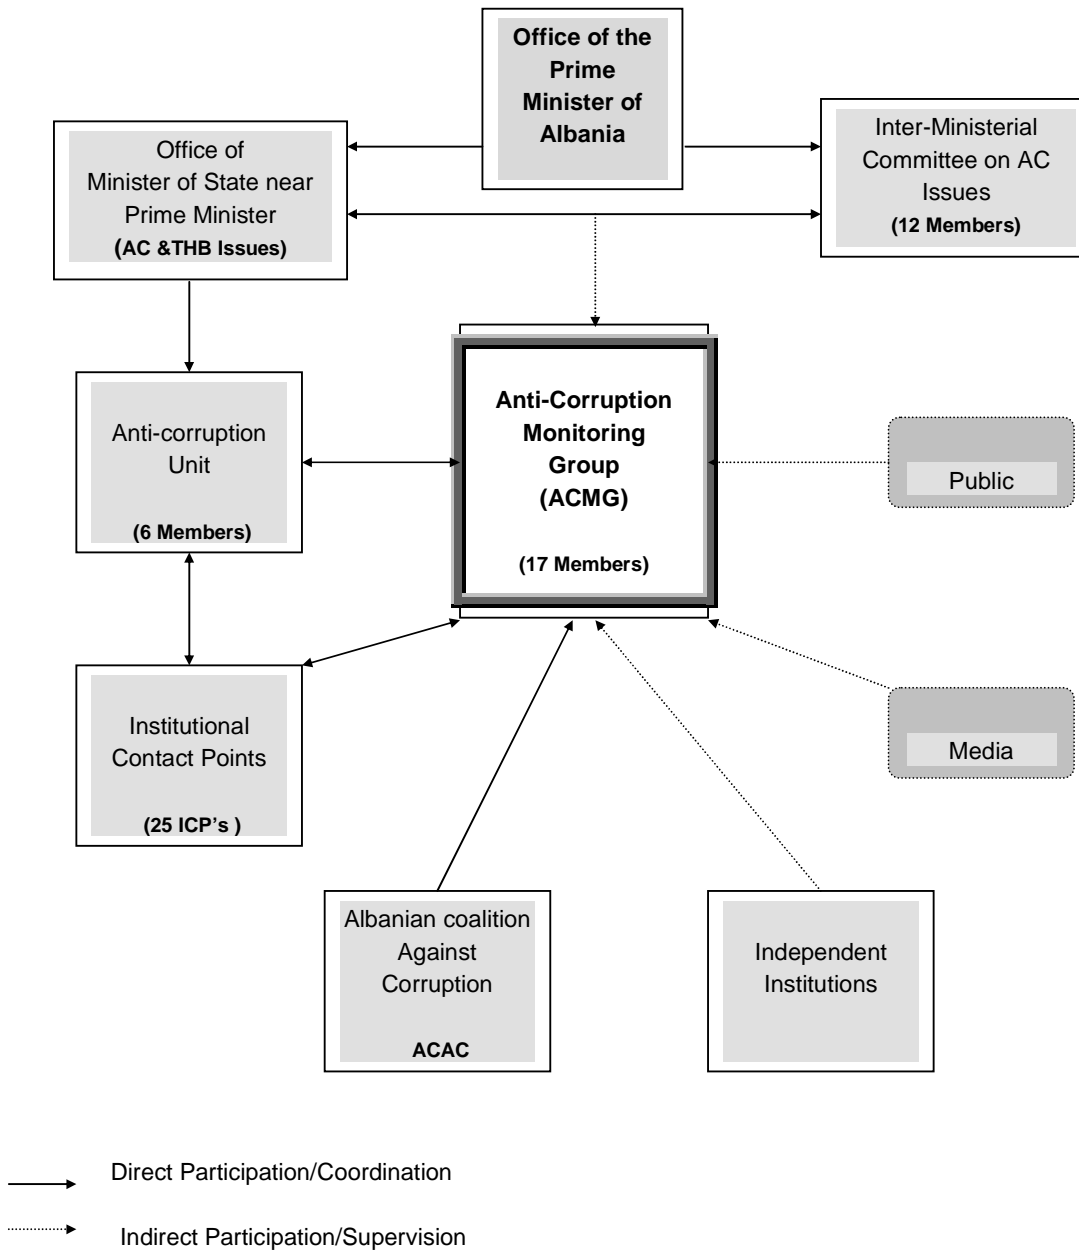 Office of the
Prime
Minister of
Albania
Office of
Minister of State near
Prime Minister
(AC &THB Issues)
Inter-Ministerial
Committee on AC
Issues
(12 Members)
Anti-corruption
Unit
(6 Members)
Anti-Corruption
Monitoring
Group
(ACMG)
(17 Members)
Public
Institutional
Contact Points
(25 ICP’s )
Media
Albanian coalition
Against
Corruption
ACAC
Independent
Institutions
Direct Participation/Coordination
Indirect Participation/Supervision